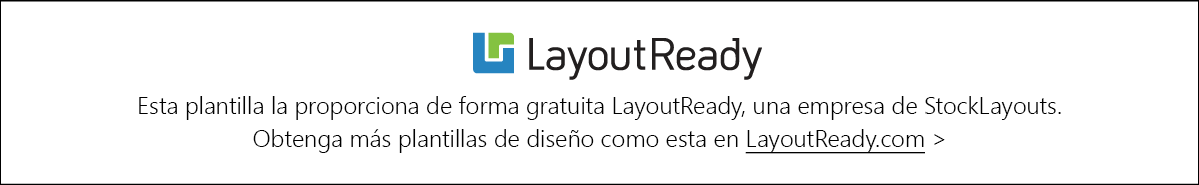 LayoutReady
Esta plantilla la proporciona de forma gratuita LayoutReady, una empresa de StockLayouts.
Obtenga más plantillas de diseño como esta en LayoutReady.com >